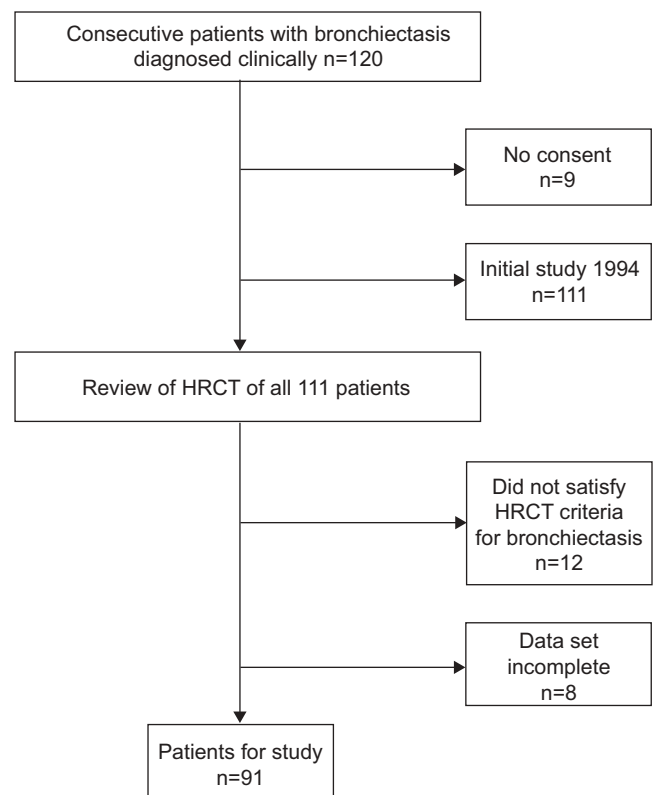 Consecutive patients with bronchiectasis
diagnosed clinically n=120
No consent
n=9
Initial study 1994
n=111
Review of HRCT of all 111 patients
Did not satisfy
HRCT criteria
for bronchiectasis
n=12
Data set
incomplete
n=8
Patients for study
n=91